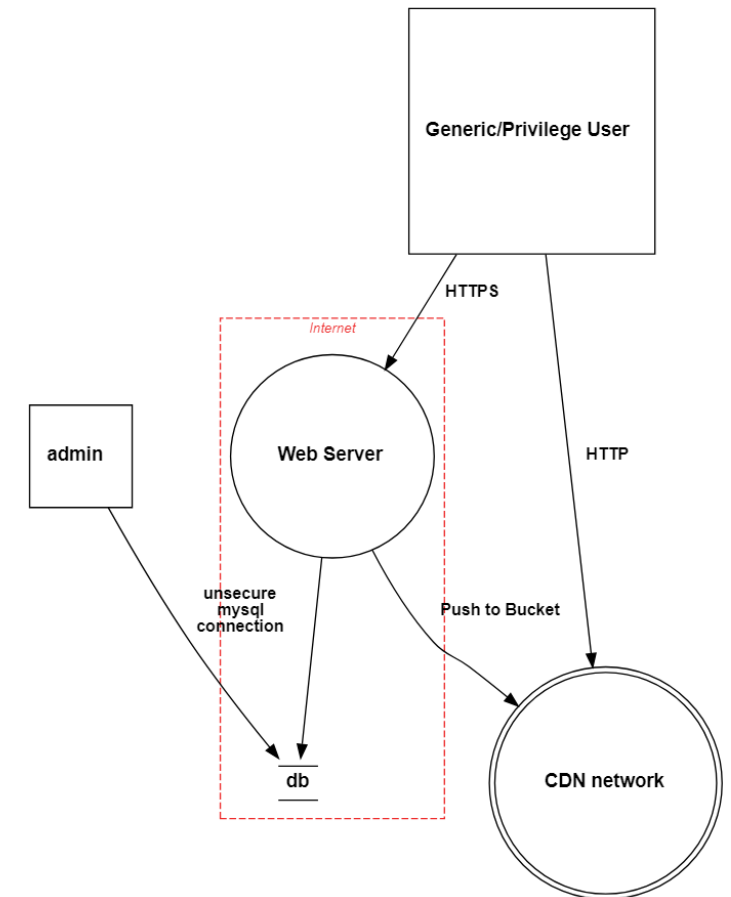 Generic/Privilege User
HTTPS
Internet
admin
Web Server
HTTP
unsecure
mysql
connection
Push to Bucket
db
CDN network